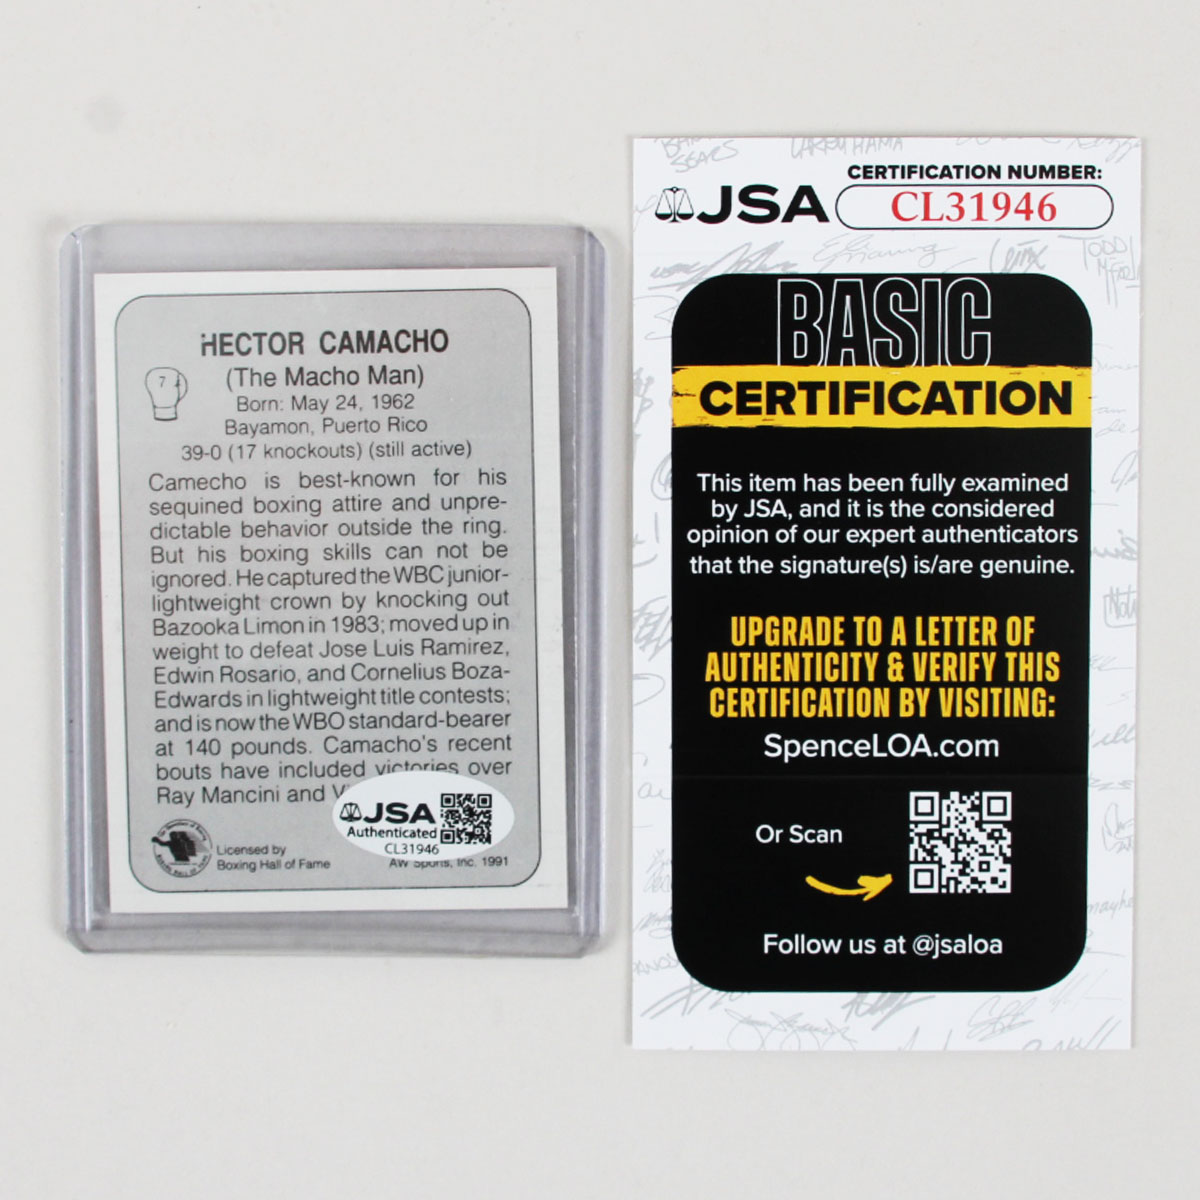 HECTOR CAMACHO
7
(The Macho Man)
Born: May 24, 1962
Bayamon, Puerto Rico
39-0 (17 knockouts) (still active)
Camecho is best-known for his
sequined boxing attire and unpre-
dictable behavior outside the ring.
But his boxing skills can not be
ignored. He captured the WBC junior-
lightweight crown by knocking out
Bazooka Limon in 1983; moved up in
weight to defeat Jose Luis Ramirez,
Edwin Rosario, and Cornelius Boza-
Edwards in lightweight title contests;
and is now the WBO standard-bearer
at 140 pounds. Camacho's recent
bouts have included victories over
Ray Mancini and
JSA
Authenticated
CL31946
Licensed by
Boxing Hall of Fame
AW Sports, Inc. 1991
JSA
CERTIFICATION NUMBER:
CL31946
BASIC
CERTIFICATION
This item has been fully examined
by JSA, and it is the considered
opinion of our expert authenticators
that the signature(s) is/are genuine.
UPGRADE TO A LETTER OF
AUTHENTICITY & VERIFY THIS
CERTIFICATION BY VISITING:
SpenceLOA.com
Or Scan
Follow us at @jsaloa